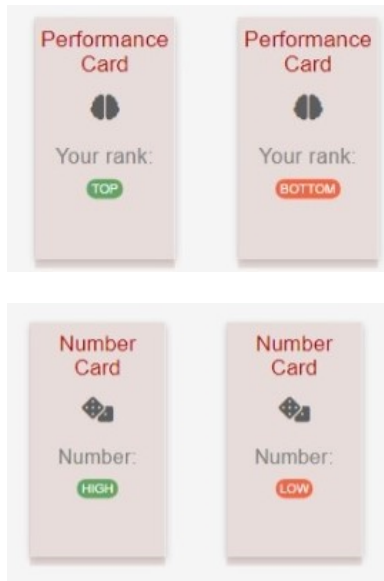 Performance
Card
Your rank:
TOP
Performance
Card
Your rank:
BOTTOM
Number
Card
Number:
HIGH
Number
Card
Number:
LOW